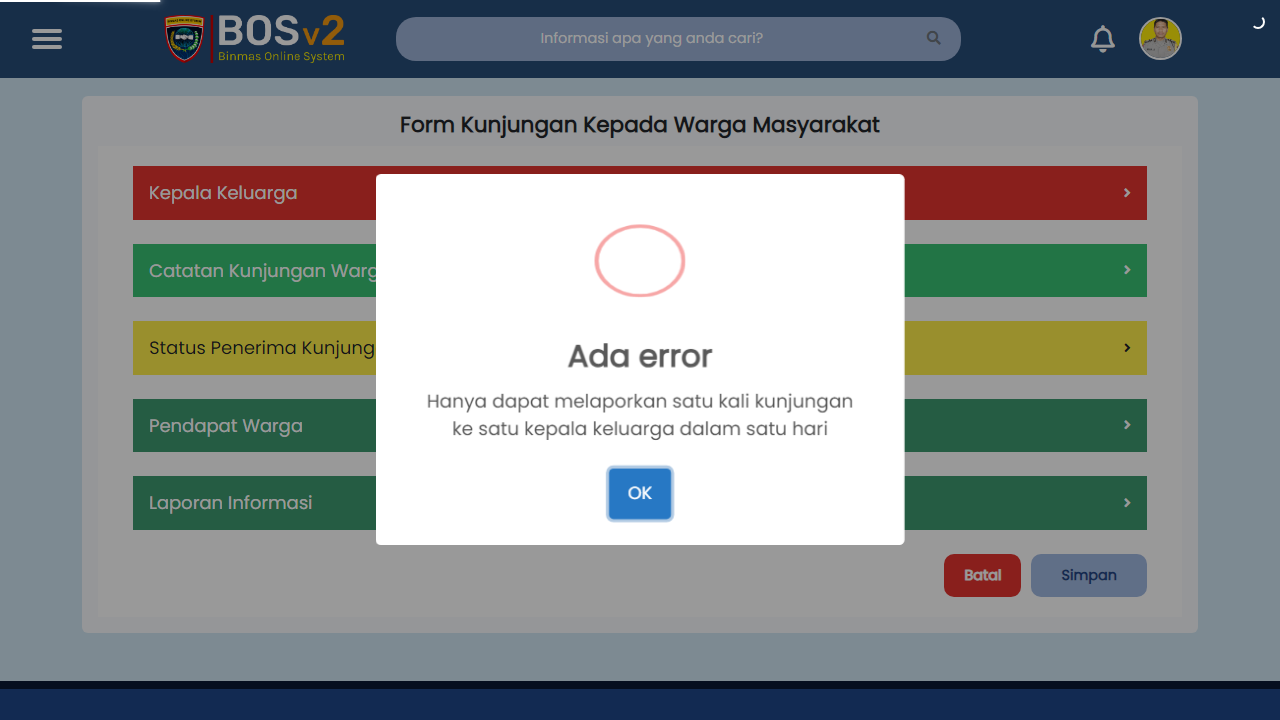 BOSv2
Binmas Online System
Informasi apa yang anda cari?
Form Kunjungan Kepada Warga Masyarakat
Kepala Keluarga
Catatan Kunjungan Warg
Status Penerima Kunjung
Pendapat Warga
Laporan Informasi
Ada error
Hanya dapat melaporkan satu kali kunjungan
ke satu kepala keluarga dalam satu hari
OK
Batal
Simpan